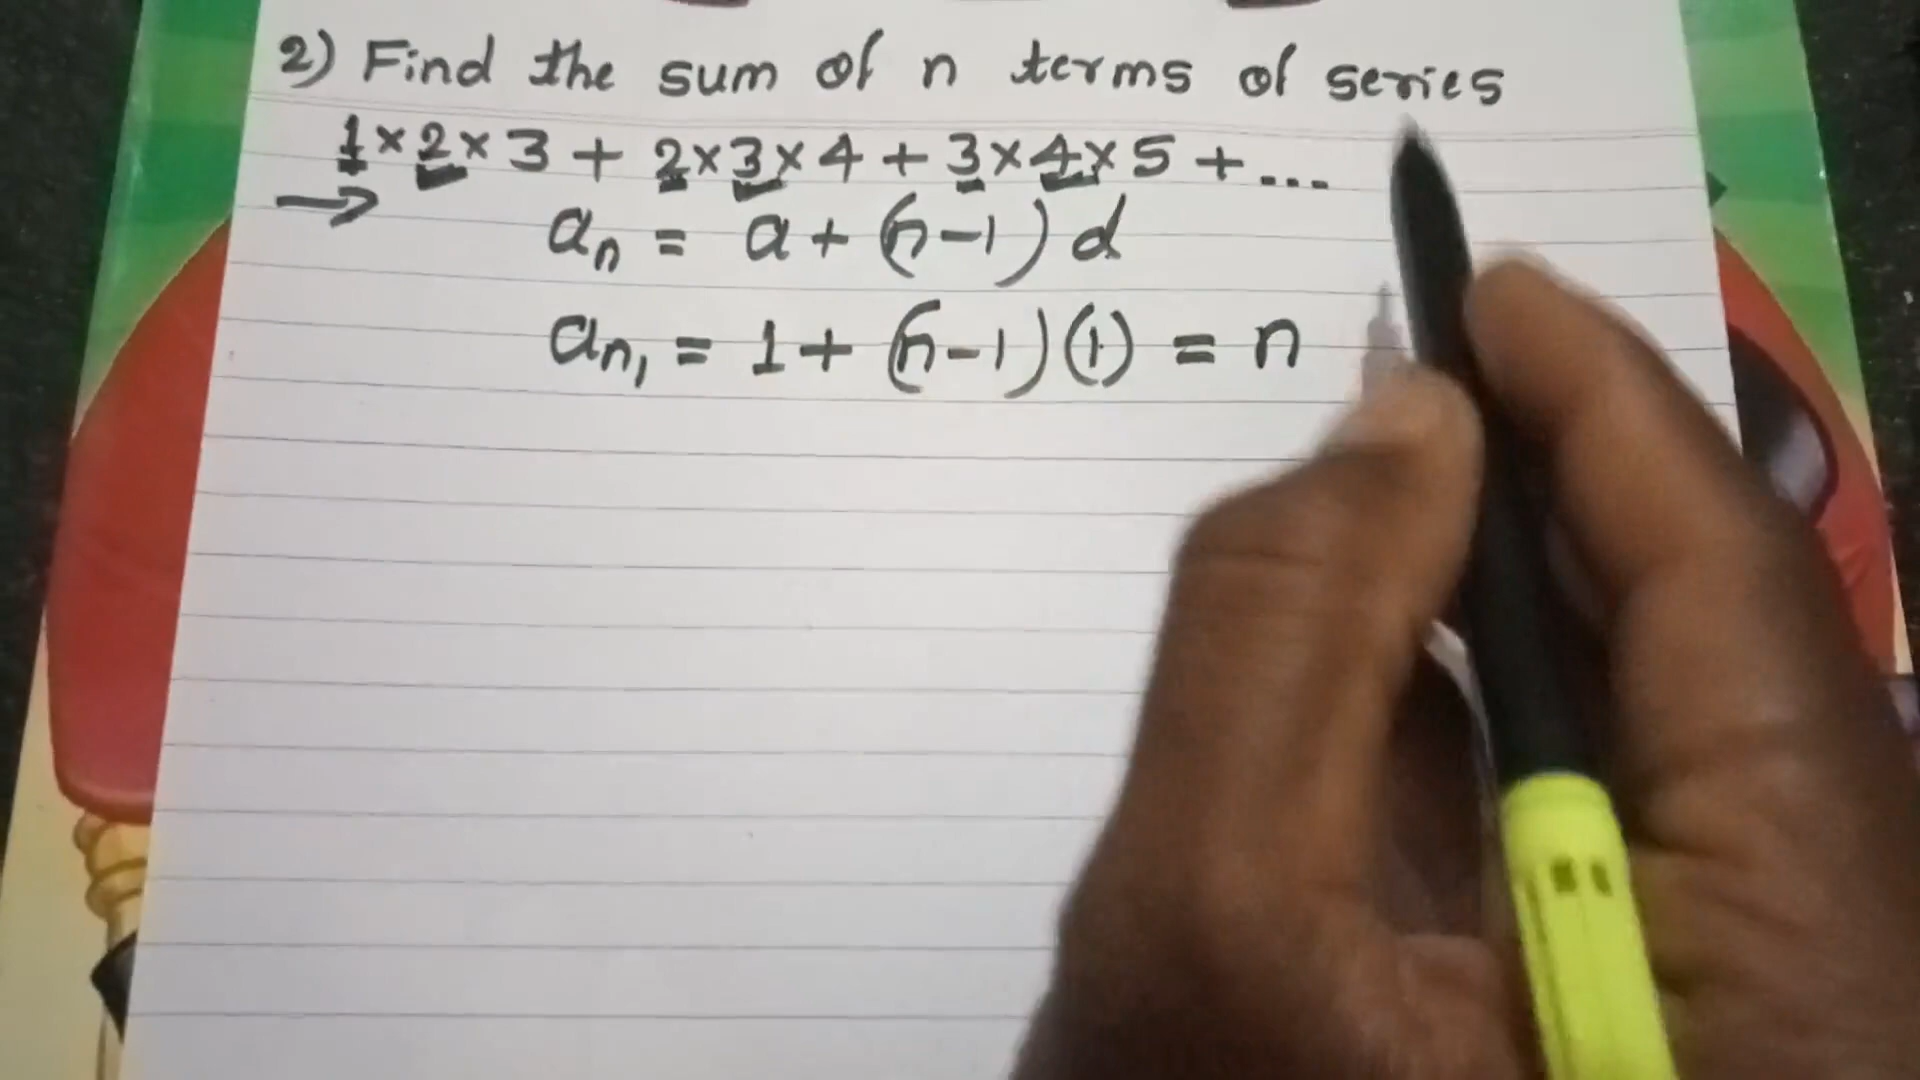 2) Find the sum of n terms of series
1×2×3 + 2×3×4 + 3×4×5 +...
→ aₙ = a + (n-1) d
aₙ₁ = 1 + (n-1)(1) = n